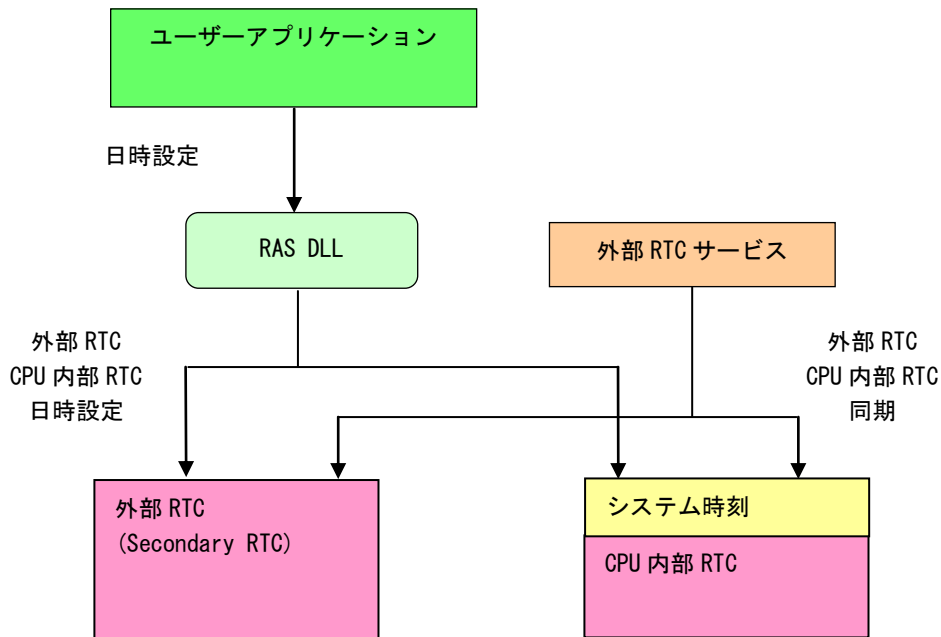 ユーザーアプリケーション
日時設定
RAS DLL
外部 RTC サービス
外部 RTC
CPU 内部 RTC
日時設定
外部 RTC
CPU 内部 RTC
同期
外部 RTC
(Secondary RTC)
システム時刻
CPU 内部 RTC